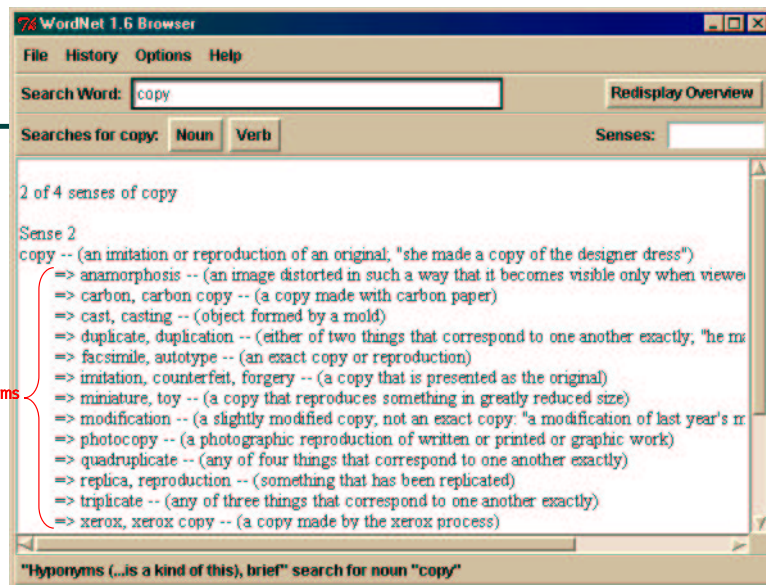 WordNet 1.6 Browser
File History Options Help
Search Word: copy Redisplay Overview
Searches for copy: Noun Verb Senses:
2 of 4 senses of copy
Sense 2
copy -- (an imitation or reproduction of an original; "she made a copy of the designer dress")
=> anamorphosis -- (an image distorted in such a way that it becomes visible only when viewe
=> carbon, carbon copy -- (a copy made with carbon paper)
=> cast, casting -- (object formed by a mold)
=> duplicate, duplication -- (either of two things that correspond to one another exactly; "he ma
=> facsimile, autotype -- (an exact copy or reproduction)
=> imitation, counterfeit, forgery -- (a copy that is presented as the original)
ms => miniature, toy -- (a copy that reproduces something in greatly reduced size)
=> modification -- (a slightly modified copy; not an exact copy: "a modification of last year's m
=> photocopy -- (a photographic reproduction of written or printed or graphic work)
=> quadruplicate -- (any of four things that correspond to one another exactly)
=> replica, reproduction -- (something that has been replicated)
=> triplicate -- (any of three things that correspond to one another exactly)
=> xerox, xerox copy -- (a copy made by the xerox process)
"Hyponyms (...is a kind of this), brief" search for noun "copy"